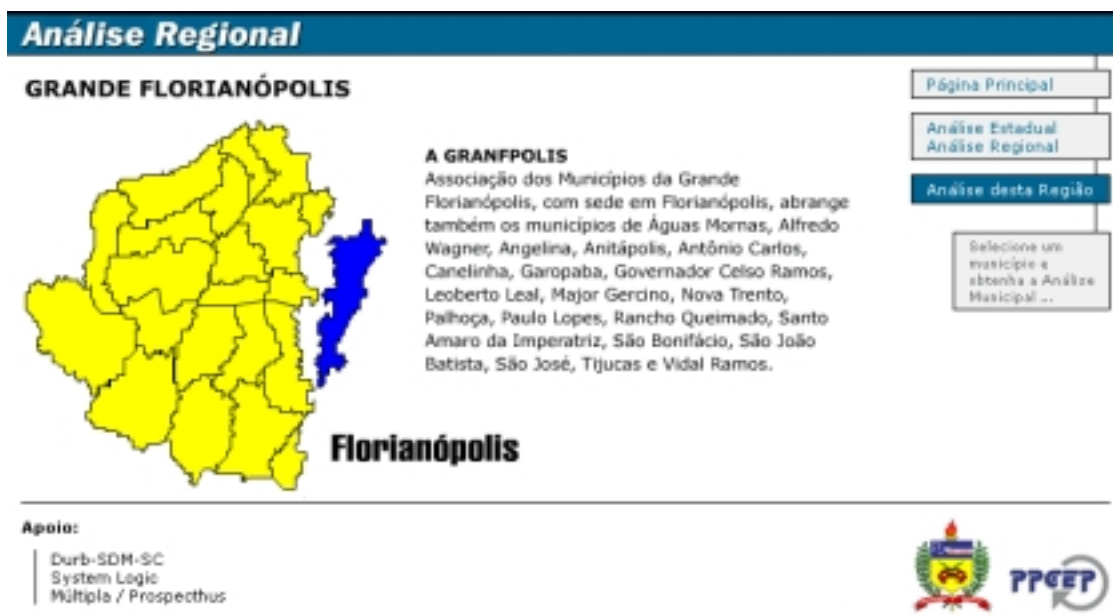 Análise Regional
GRANDE FLORIANÓPOLIS
A GRANFPOLIS
Associação dos Municípios da Grande
Florianópolis, com sede em Florianópolis, abrange
também os municípios de Águas Mornas, Alfredo
Wagner, Angelina, Anitápolis, Antônio Carlos,
Canelinha, Garopaba, Governador Celso Ramos,
Leoberto Leal, Major Gercino, Nova Trento,
Palhoça, Paulo Lopes, Rancho Queimado, Santo
Amaro da Imperatriz, São Bonifácio, São João
Batista, São José, Tijucas e Vidal Ramos.
Florianópolis
Página Principal
Análise Estadual
Análise Regional
Análise desta Região
Selecione um
município e
obtenha a Análise
Municipal ...
Apoio:
Durb-SDM-SC
System Logic
Múltipla / Prospecthus
PPGEP